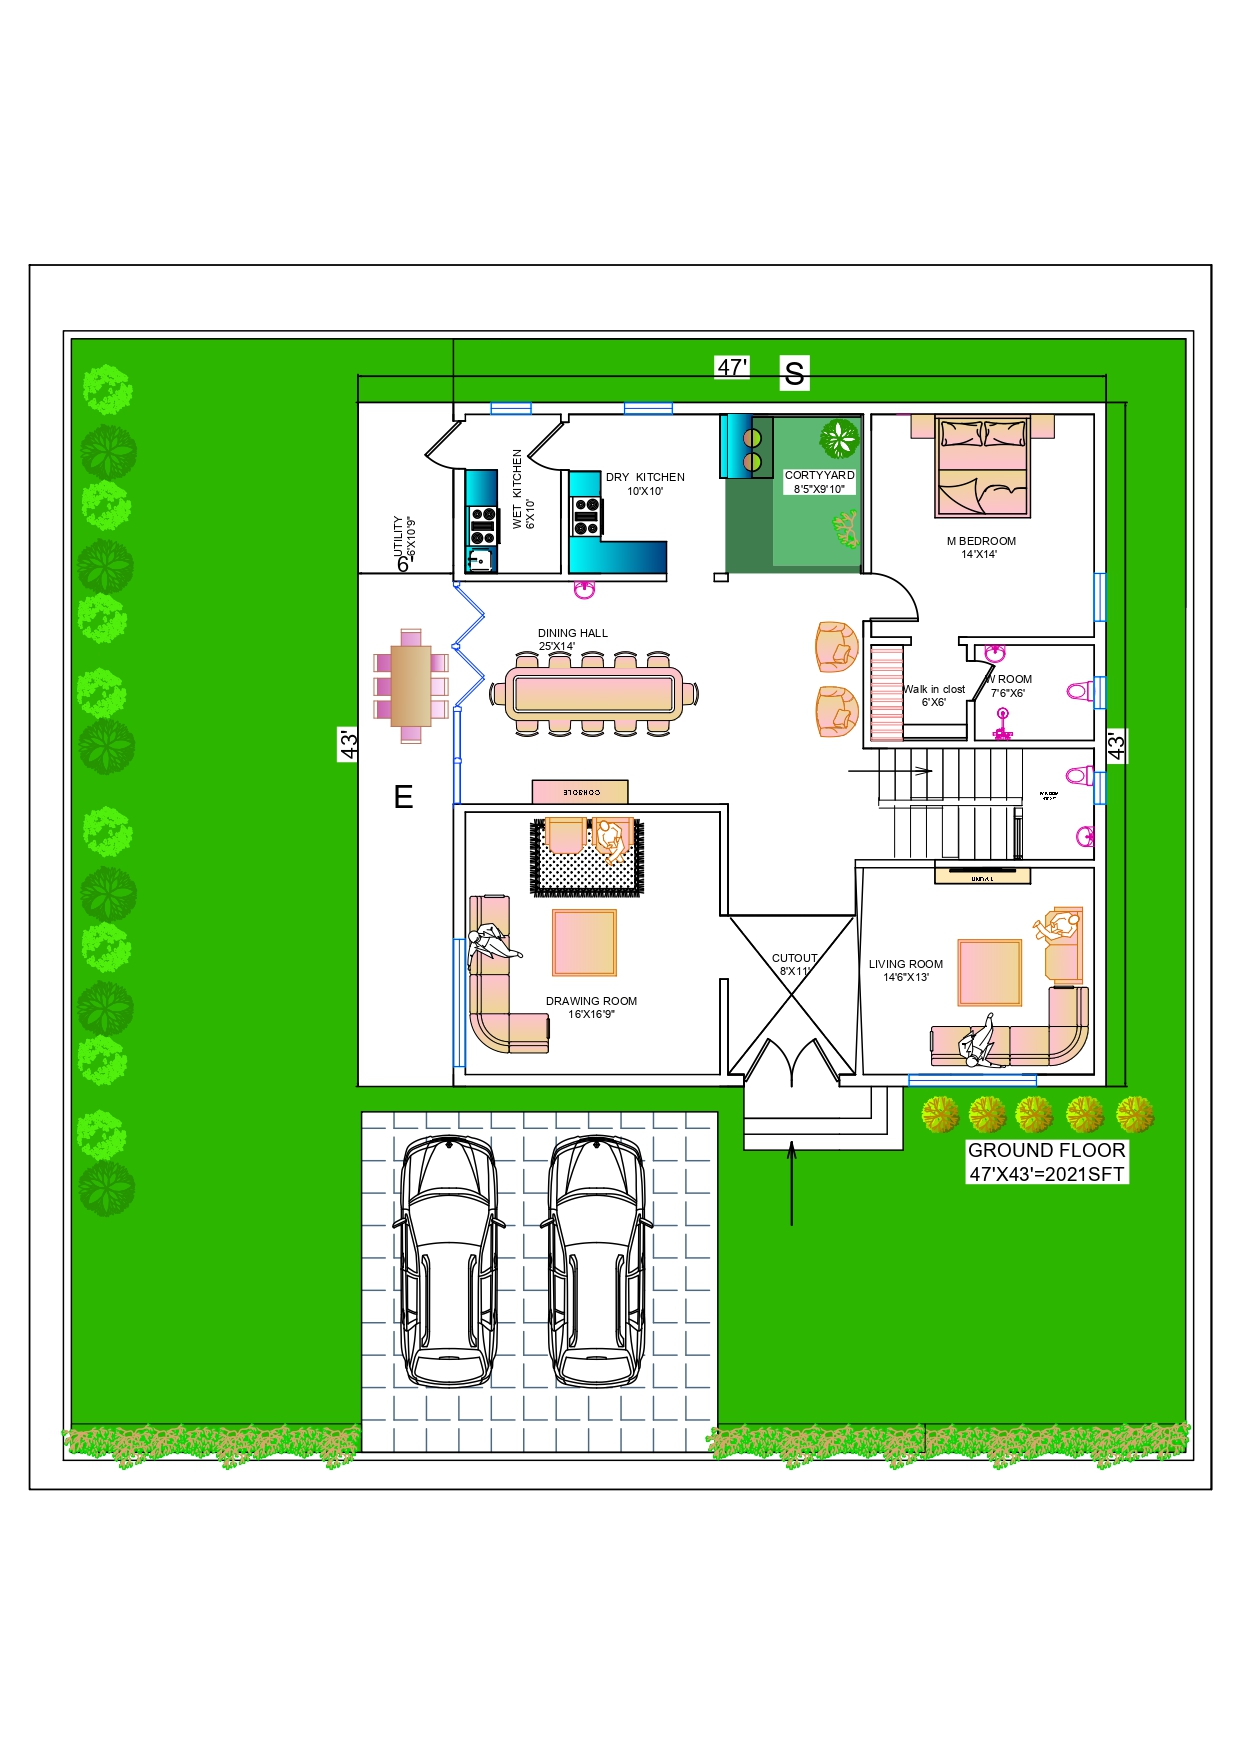 47'
S
CORTYYARD
8'5"X9'10"
DRY KITCHEN
10'X10'
WET KITCHEN
6'X10'
UTILITY
6'X10'9"
6'
M BEDROOM
14'X14'
DINING HALL
25'X14'
Walk in clost
6'X6'
W ROOM
7'6"X6'
43'
43'
E
CONSOLE
T.V UNIT
CUTOUT
8'X11'
LIVING ROOM
14'6"X13'
DRAWING ROOM
16'X16'9"
GROUND FLOOR
47'X43'=2021SFT